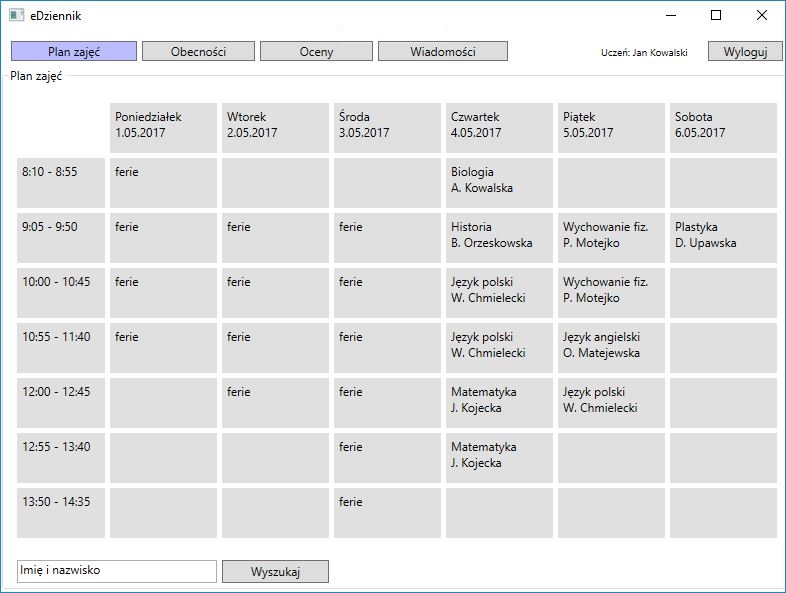 eDziennik
Plan zajęć Obecności Oceny Wiadomości Uczeń: Jan Kowalski Wyloguj
Plan zajęć
Poniedziałek Wtorek Środa Czwartek Piątek Sobota
1.05.2017 2.05.2017 3.05.2017 4.05.2017 5.05.2017 6.05.2017
8:10 - 8:55 ferie Biologia
A. Kowalska
9:05 - 9:50 ferie ferie ferie Historia Wychowanie fiz. Plastyka
B. Orzeskowska P. Motejko D. Upawska
10:00 - 10:45 ferie ferie ferie Język polski Wychowanie fiz.
W. Chmielecki P. Motejko
10:55 - 11:40 ferie ferie ferie Język polski Język angielski
W. Chmielecki O. Matejewska
12:00 - 12:45 ferie ferie Matematyka Język polski
J. Kojecka W. Chmielecki
12:55 - 13:40 ferie Matematyka
J. Kojecka
13:50 - 14:35 ferie
Imię i nazwisko Wyszukaj